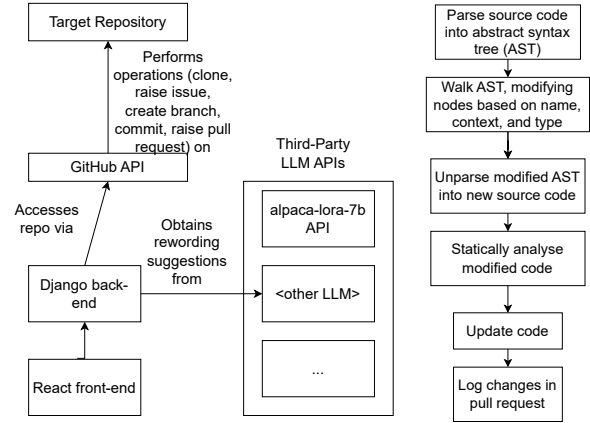 Target Repository
Performs
operations (clone,
raise issue,
create branch,
commit, raise pull
request) on
GitHub API
Accesses
repo via
Django back-
end
React front-end
Obtains
rewording
suggestions
from
Third-Party
LLM APIs
alpaca-lora-7b
API
<other LLM>
...
Parse source code
into abstract syntax
tree (AST)
Walk AST, modifying
nodes based on name,
context, and type
Unparse modified AST
into new source code
Statically analyse
modified code
Update code
Log changes in
pull request